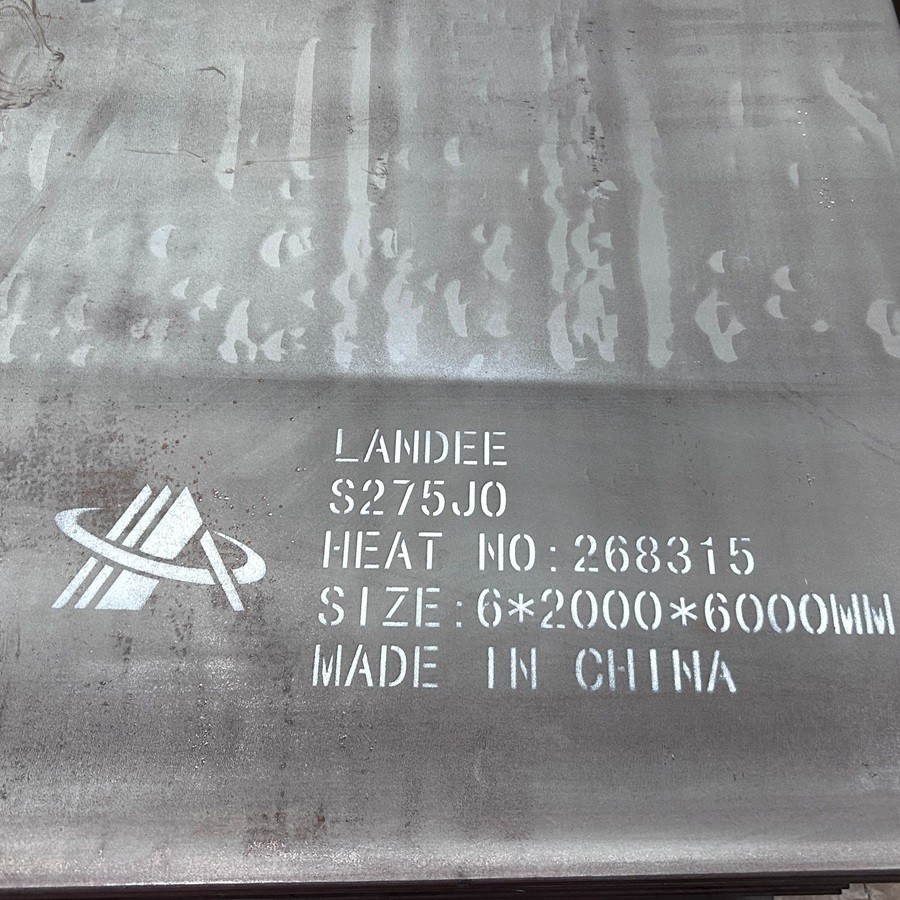 LANDEE
S275J0
HEAT NO:268315
SIZE:6*2000*6000MM
MADE IN CHINA